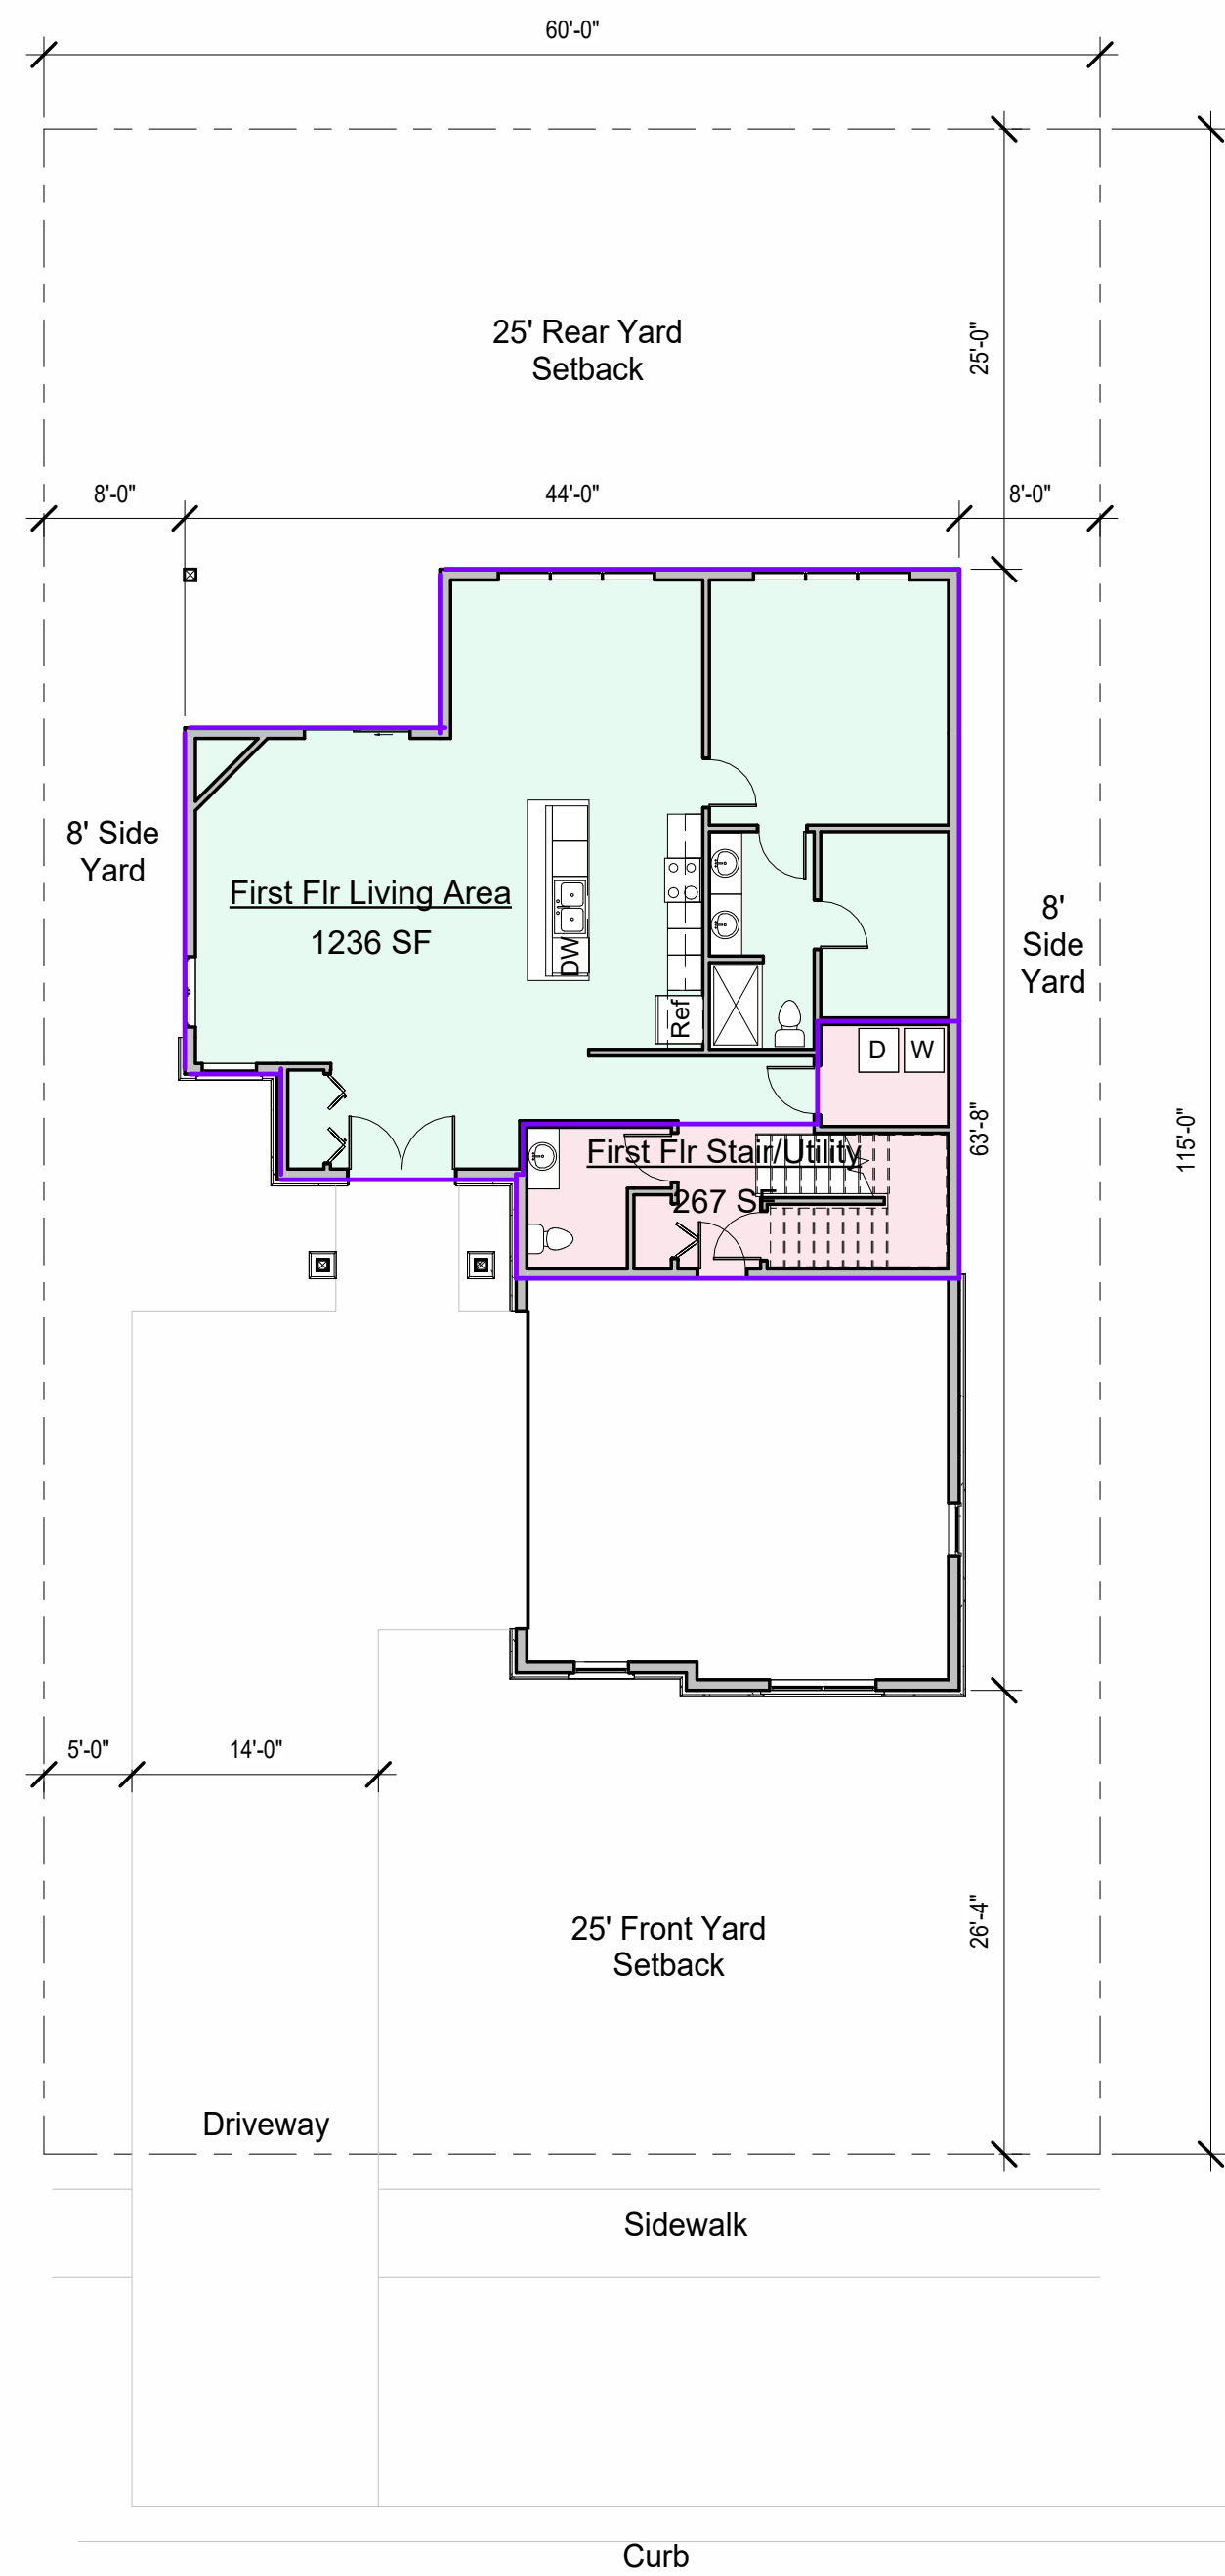 60'-0"
25' Rear Yard
Setback
25'-0"
8'-0"
44'-0"
8'-0"
8' Side
Yard
First Flr Living Area
1236 SF
DW
Ref
8'
Side
Yard
D
W
63'-8"
115'-0"
First Flr Stair/Utility
267 SF
5'-0"
14'-0"
26'-4"
25' Front Yard
Setback
Driveway
Sidewalk
Curb